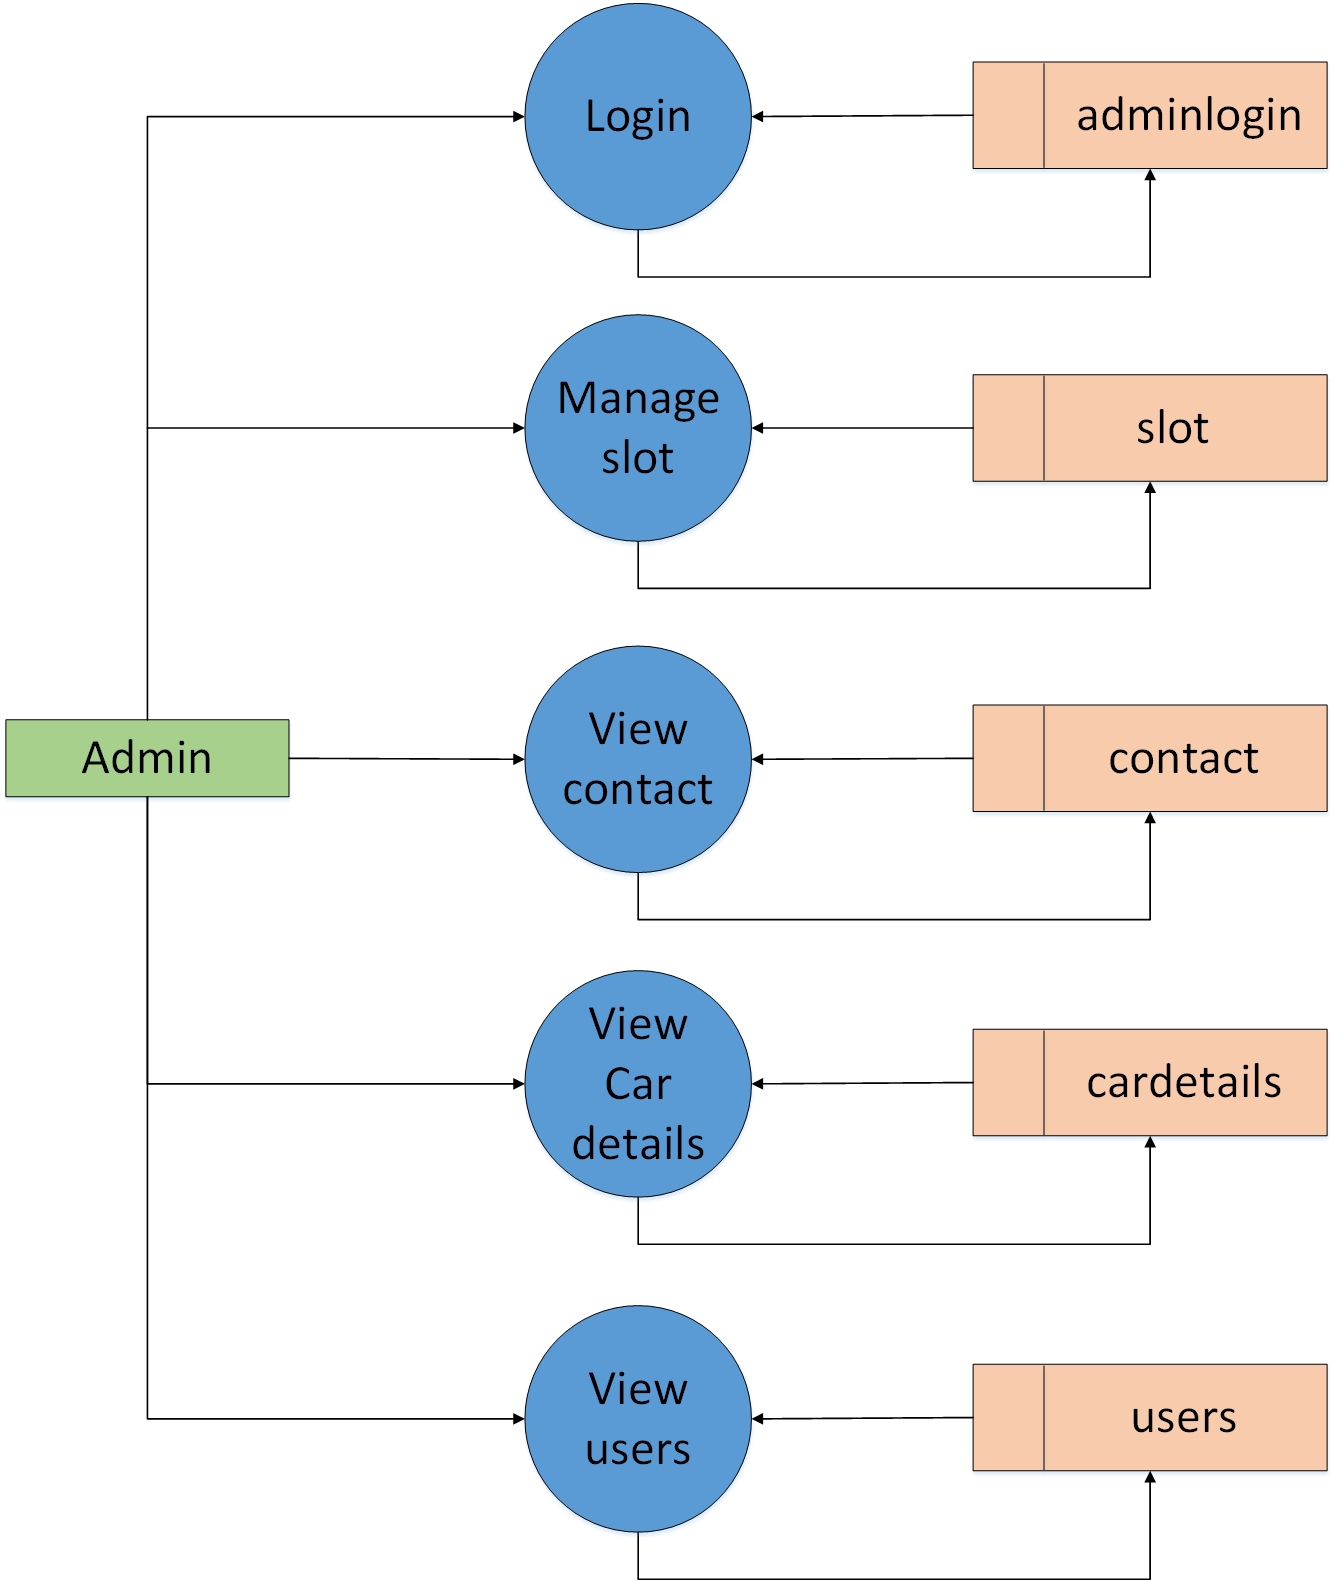 Login
adminlogin
Manage
slot
slot
Admin
View
contact
contact
View
Car
details
cardetails
View
users
users